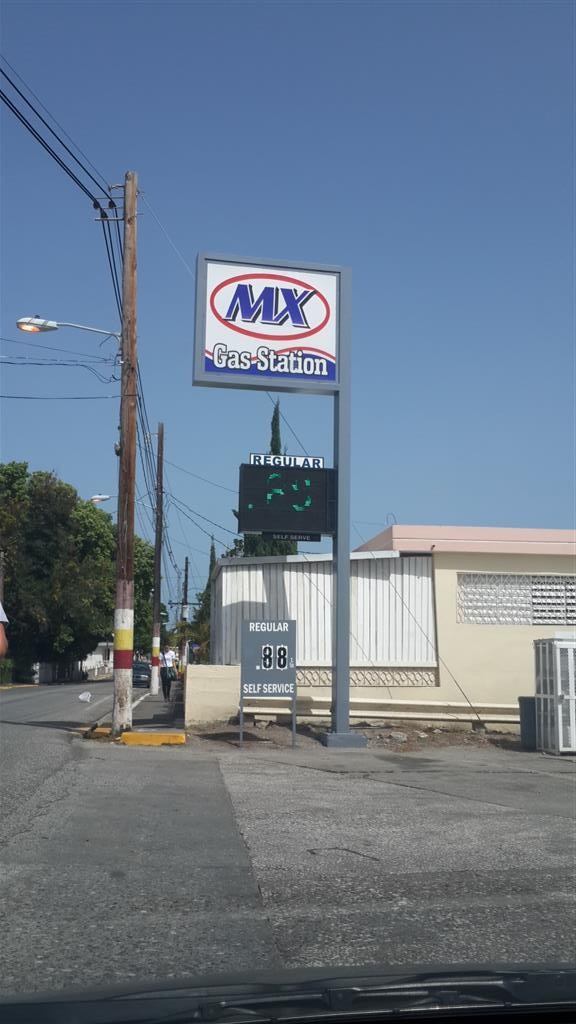 MX
Gas Station
REGULAR
SELF SERVE
REGULAR
.88
SELF SERVICE